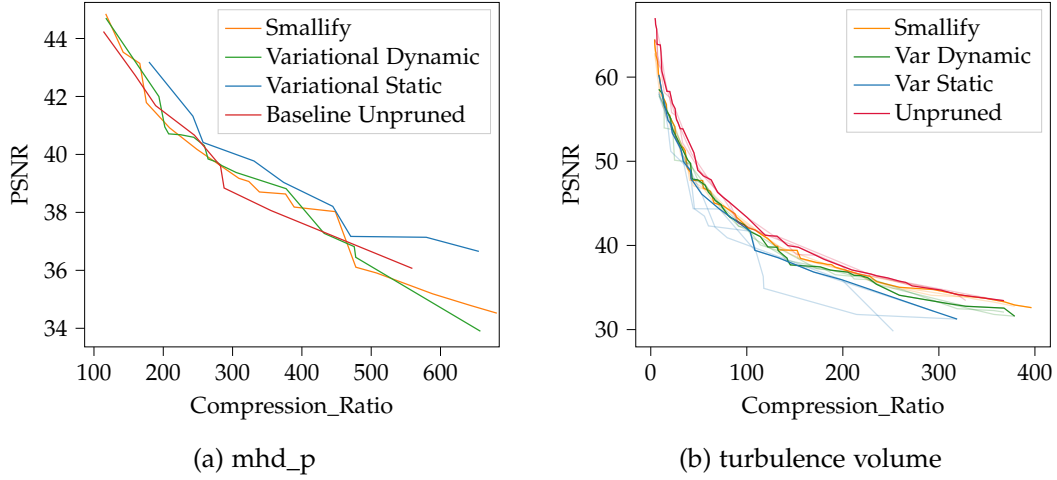 44
42
40
38
36
34
PSNR
100 200 300 400 500 600
Compression_Ratio
Smallify
Variational Dynamic
Variational Static
Baseline Unpruned
(a) mhd_p
60
50
40
30
PSNR
0 100 200 300 400
Compression_Ratio
Smallify
Var Dynamic
Var Static
Unpruned
(b) turbulence volume